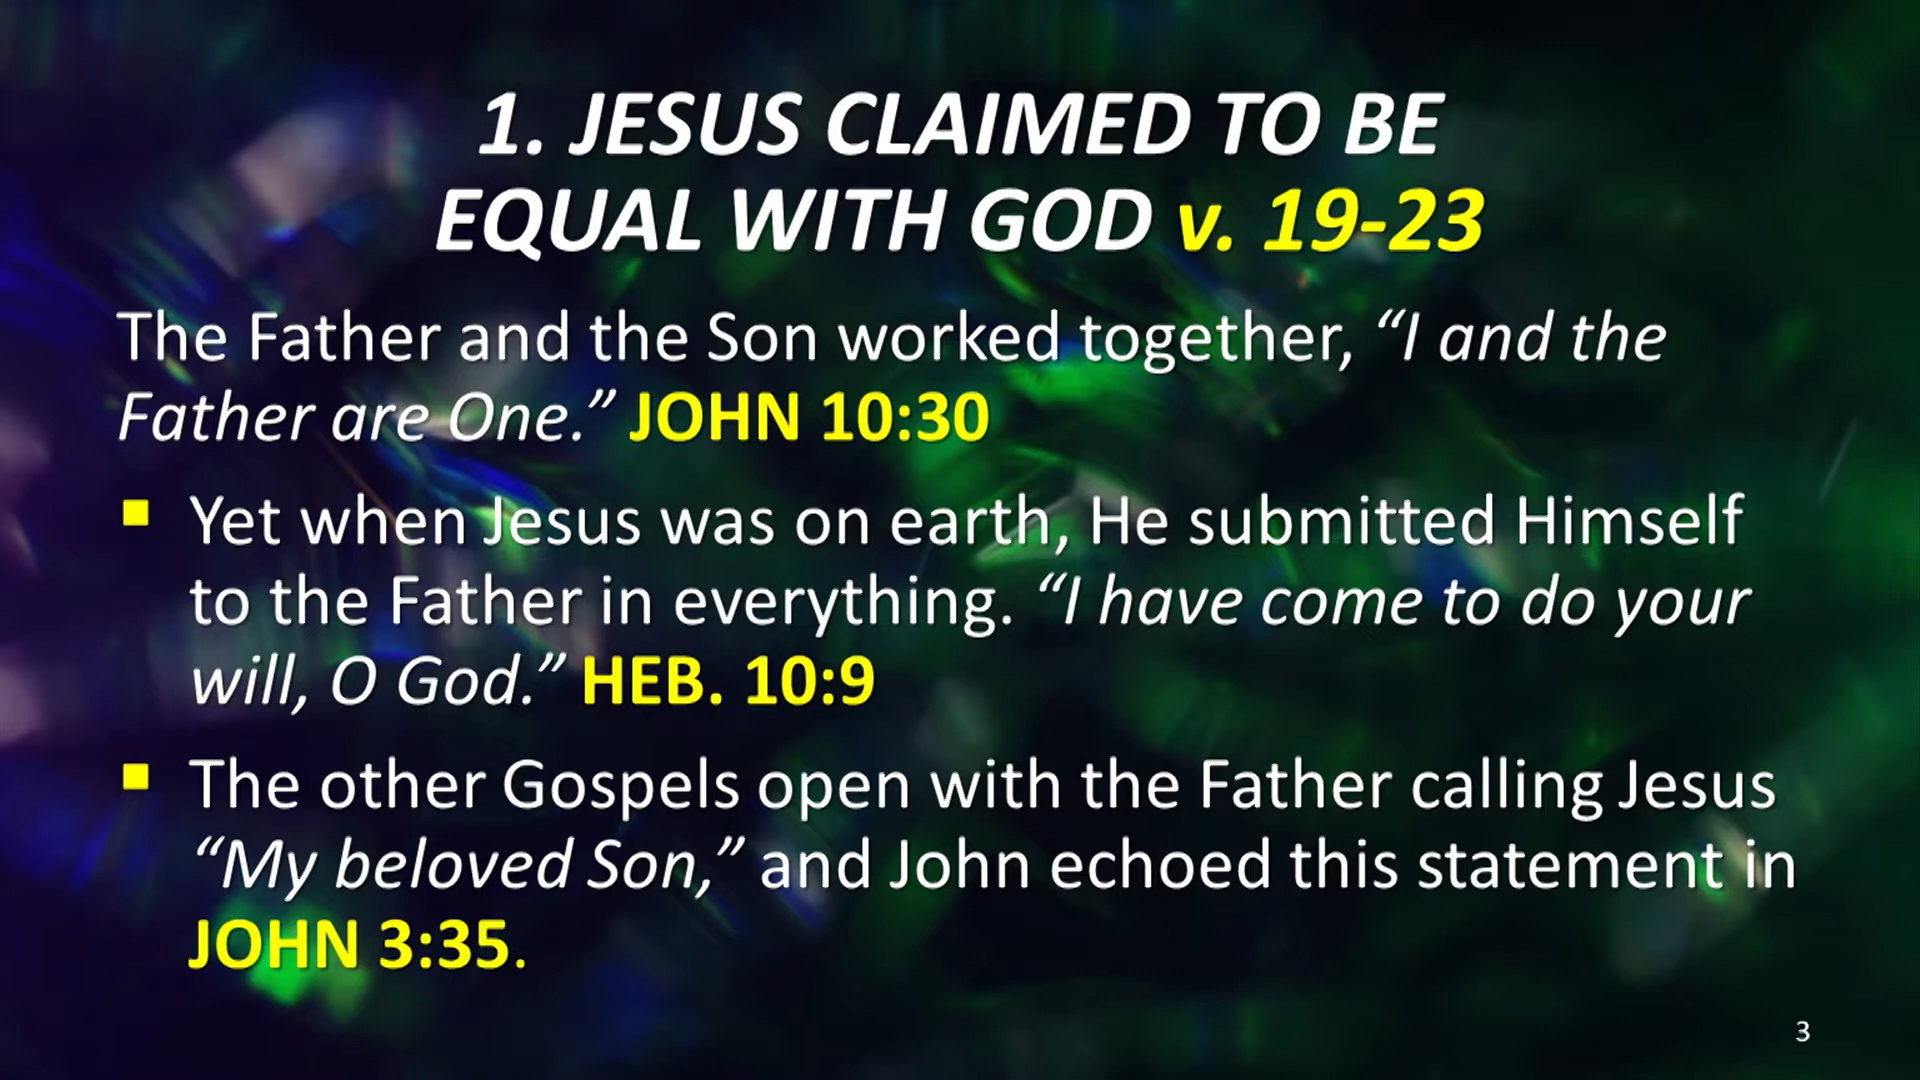 1. JESUS CLAIMED TO BE
EQUAL WITH GOD v. 19-23
The Father and the Son worked together, “I and the
Father are One.” JOHN 10:30
▪ Yet when Jesus was on earth, He submitted Himself
to the Father in everything. “I have come to do your
will, O God.” HEB. 10:9
▪ The other Gospels open with the Father calling Jesus
“My beloved Son,” and John echoed this statement in
JOHN 3:35.
3